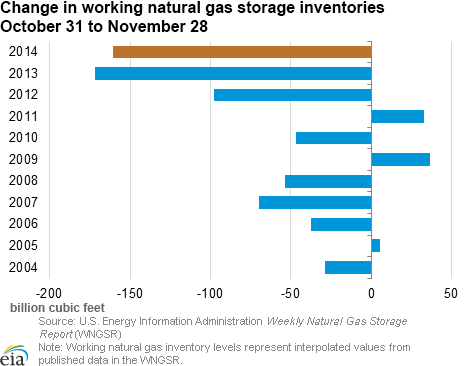 Change in working natural gas storage inventories
October 31 to November 28
2014
2013
2012
2011
2010
2009
2008
2007
2006
2005
2004
-200 -150 -100 -50 0 50
billion cubic feet
Source: U.S. Energy Information Administration Weekly Natural Gas Storage
Report (WNGSR)
Note: Working natural gas inventory levels represent interpolated values from
published data in the WNGSR.
eia